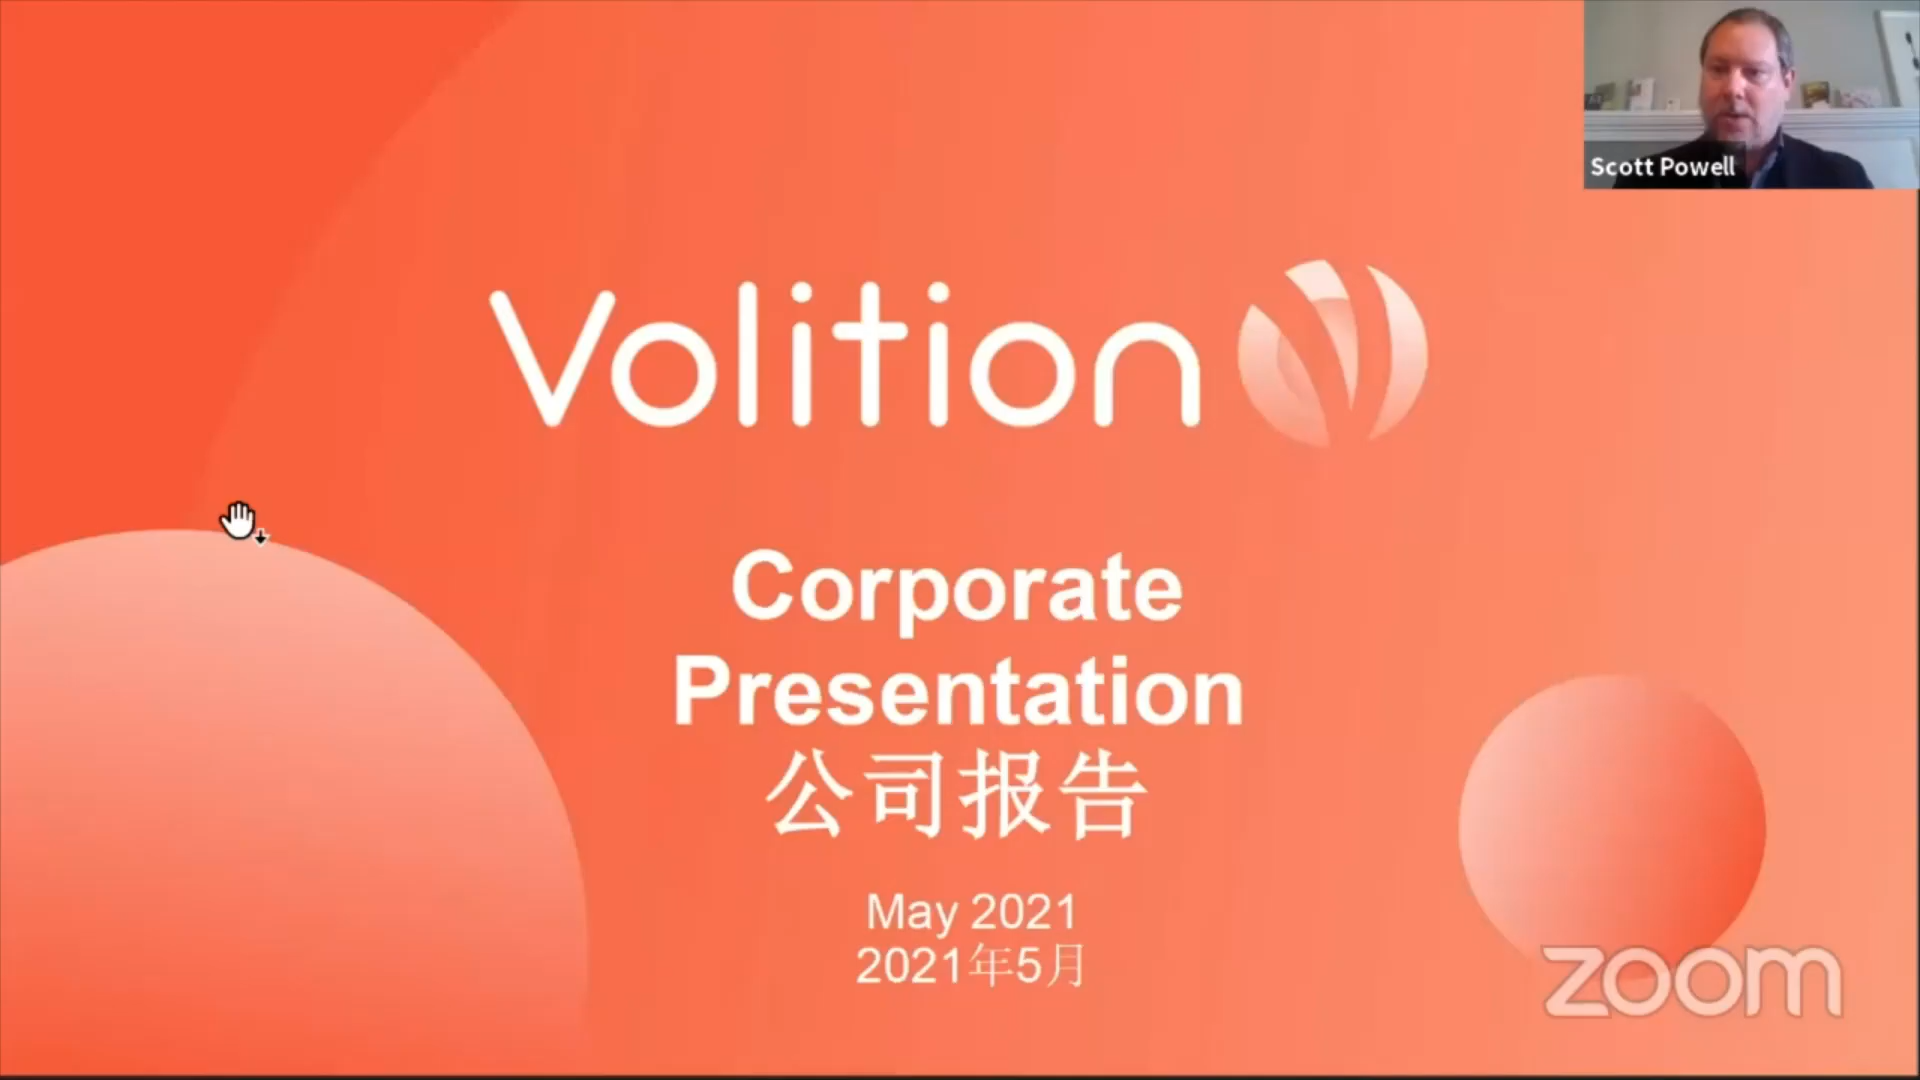 Scott Powell
Volition
Corporate
Presentation
公司报告
May 2021
2021年5月
zoom